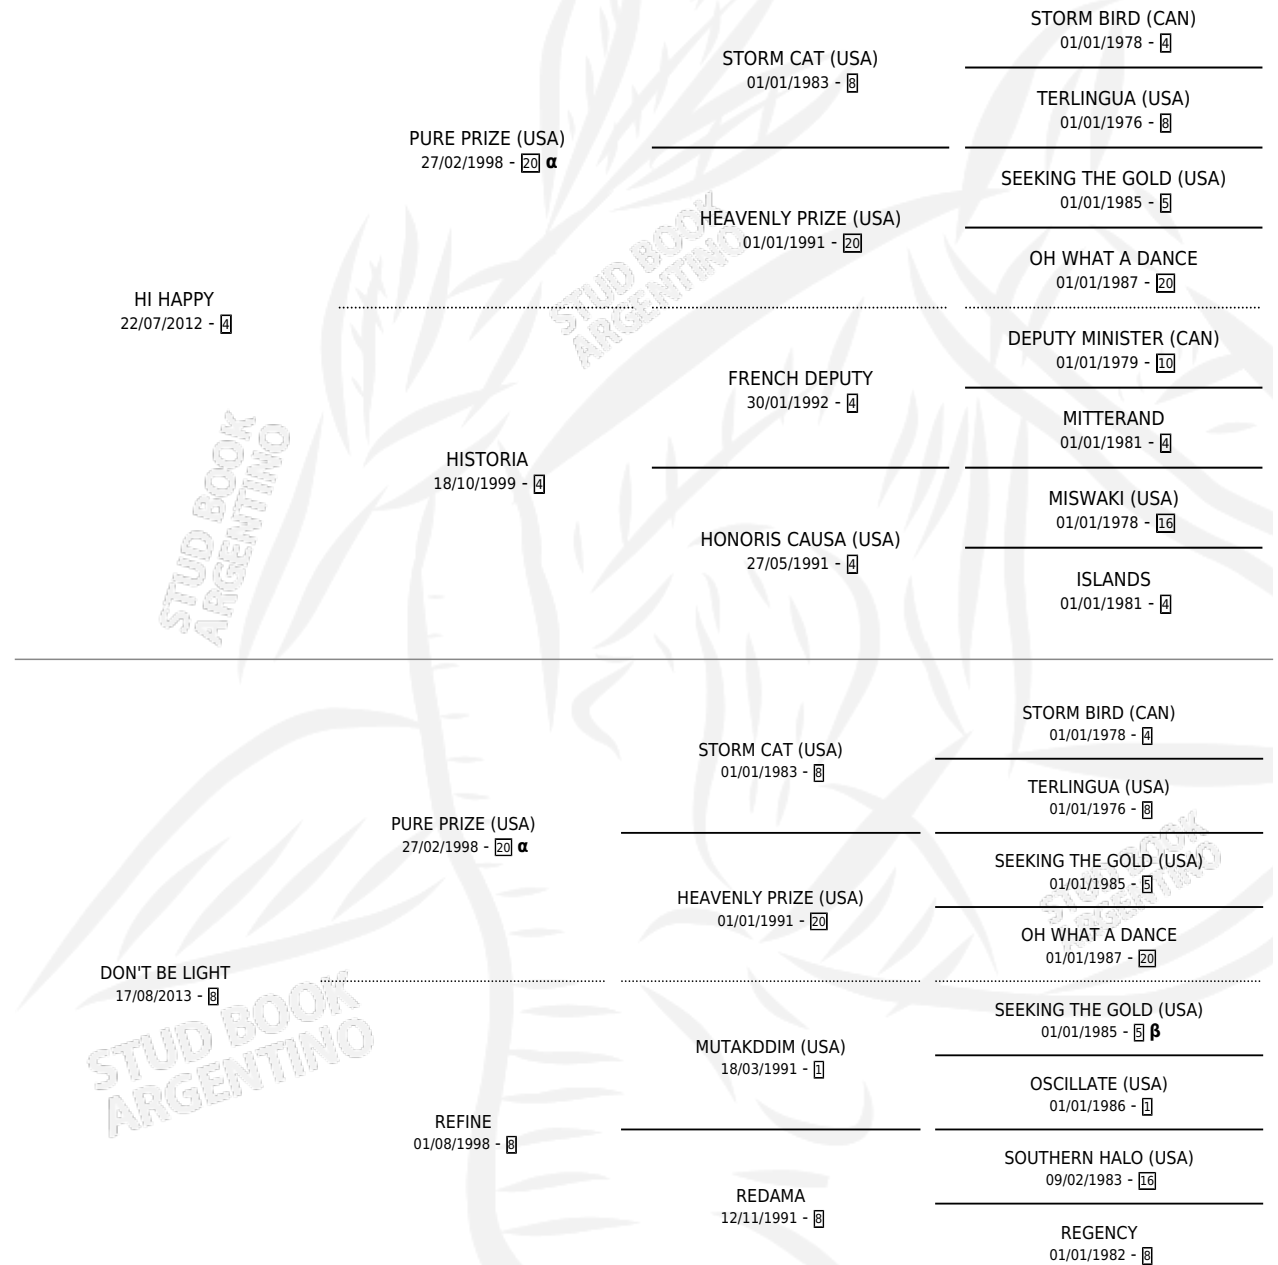 STORM BIRD (CAN)
01/01/1978 - 4
STORM CAT (USA)
01/01/1983 - 8
TERLINGUA (USA)
01/01/1976 - 8
PURE PRIZE (USA)
27/02/1998 - 20 α
SEEKING THE GOLD (USA)
01/01/1985 - 5
HEAVENLY PRIZE (USA)
01/01/1991 - 20
OH WHAT A DANCE
01/01/1987 - 20
HI HAPPY
22/07/2012 - 4
DEPUTY MINISTER (CAN)
01/01/1979 - 10
FRENCH DEPUTY
30/01/1992 - 4
MITTERAND
01/01/1981 - 4
HISTORIA
18/10/1999 - 4
MISWAKI (USA)
01/01/1978 - 16
HONORIS CAUSA (USA)
27/05/1991 - 4
ISLANDS
01/01/1981 - 4
STUD BOOK
ARGENTINO
STUD BOOK
ARGENTINO
STORM BIRD (CAN)
01/01/1978 - 4
STORM CAT (USA)
01/01/1983 - 8
TERLINGUA (USA)
01/01/1976 - 8
PURE PRIZE (USA)
27/02/1998 - 20 α
SEEKING THE GOLD (USA)
01/01/1985 - 5
HEAVENLY PRIZE (USA)
01/01/1991 - 20
OH WHAT A DANCE
01/01/1987 - 20
DON'T BE LIGHT
17/08/2013 - 8
SEEKING THE GOLD (USA)
01/01/1985 - 5 β
MUTAKDDIM (USA)
18/03/1991 - 1
OSCILLATE (USA)
01/01/1986 - 1
REFINE
01/08/1998 - 8
SOUTHERN HALO (USA)
09/02/1983 - 16
REDAMA
12/11/1991 - 8
REGENCY
01/01/1982 - 8
STUD BOOK
ARGENTINO
STUD BOOK
ARGENTINO